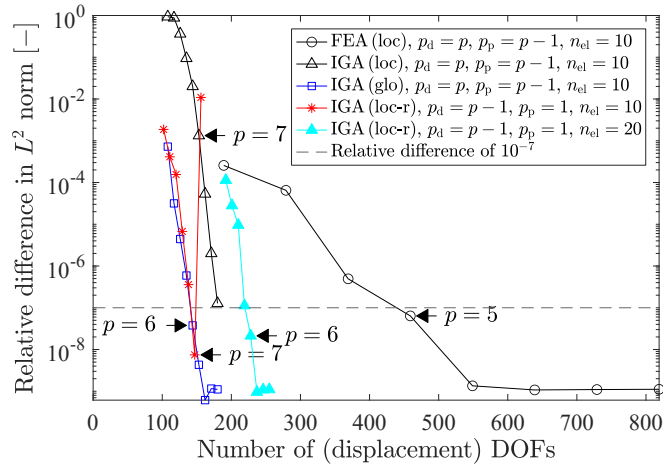 FEA (loc), p_d = p, p_p = p − 1, n_el = 10
IGA (loc), p_d = p, p_p = p − 1, n_el = 10
IGA (glo), p_d = p, p_p = p − 1, n_el = 10
IGA (loc-r), p_d = p − 1, p_p = 1, n_el = 10
IGA (loc-r), p_d = p − 1, p_p = 1, n_el = 20
Relative difference of 10^-7
Relative difference in L^2 norm [−]
10^0
10^-2
10^-4
10^-6
10^-8
p = 7
p = 6
p = 7
p = 6
p = 5
0 100 200 300 400 500 600 700 800
Number of (displacement) DOFs